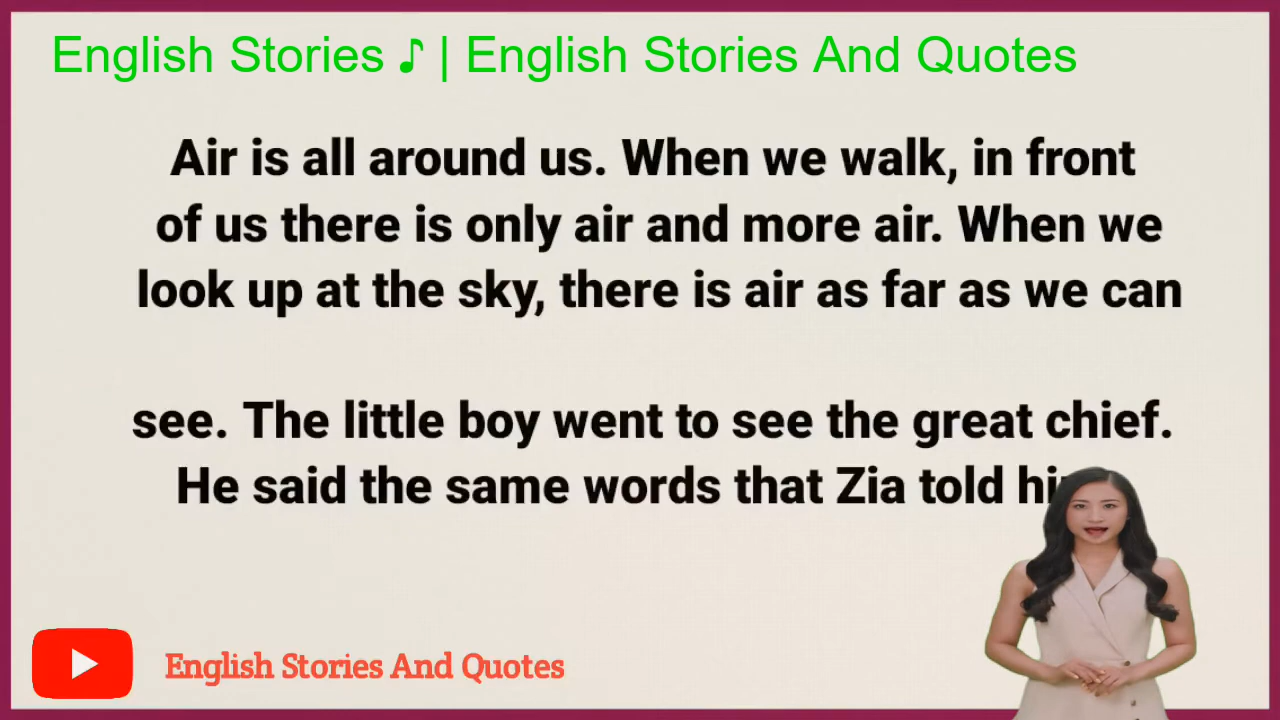 English Stories ♪ | English Stories And Quotes
Air is all around us. When we walk, in front
of us there is only air and more air. When we
look up at the sky, there is air as far as we can
see. The little boy went to see the great chief.
He said the same words that Zia told
English Stories And Quotes